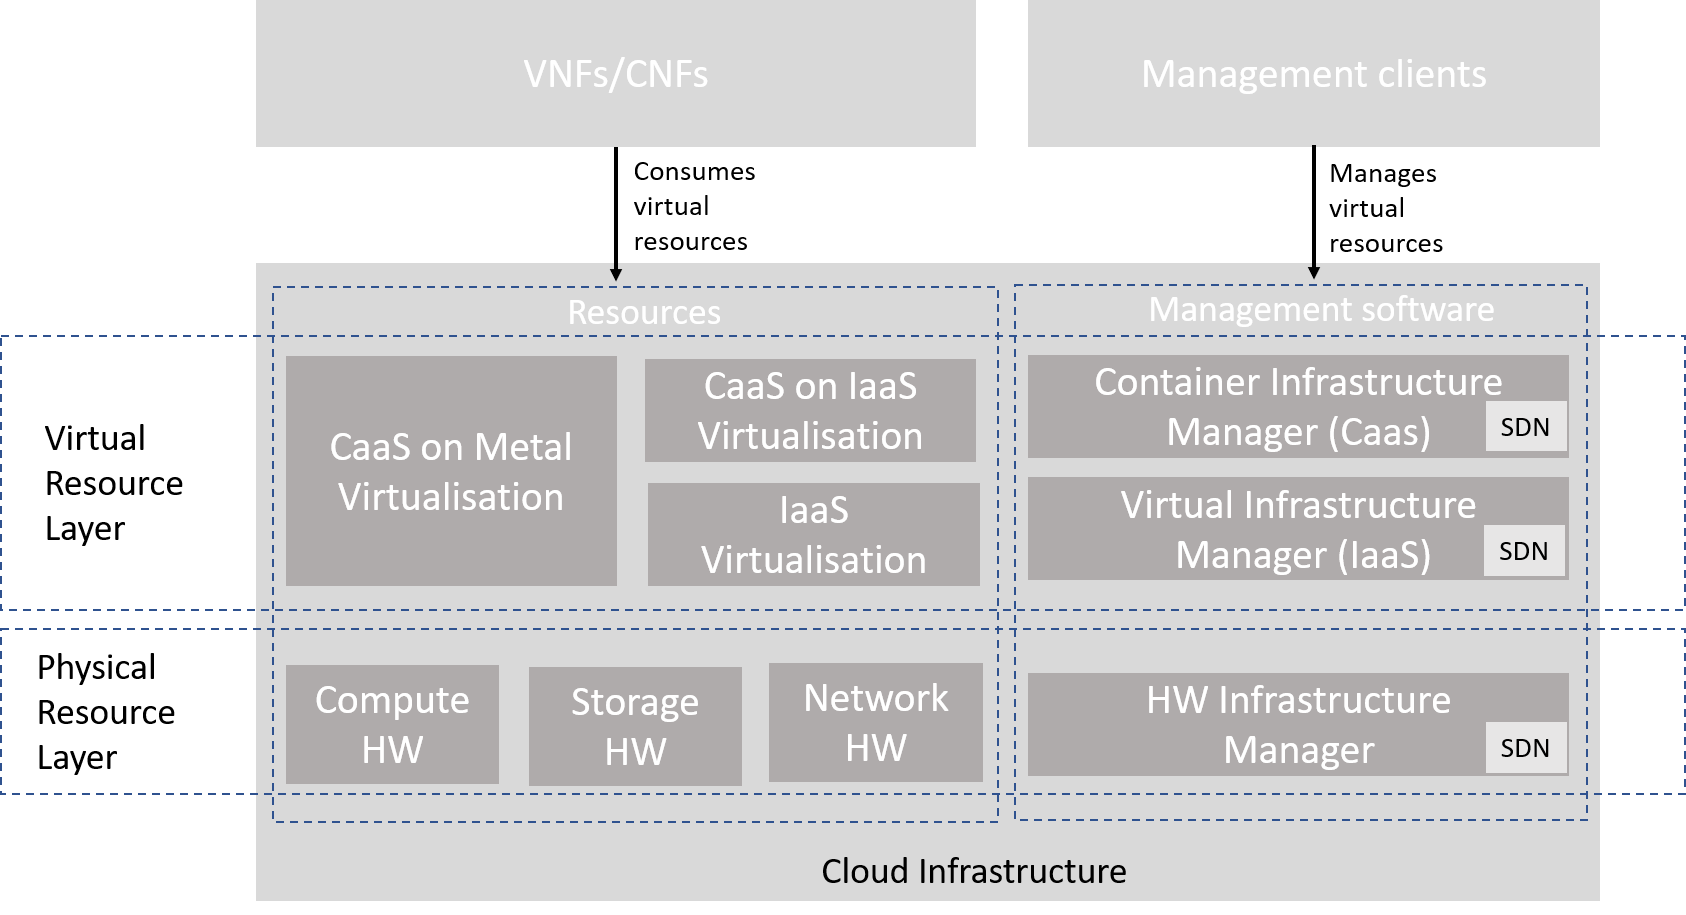 VNFs/CNFs
Management clients
Consumes
virtual
resources
Manages
virtual
resources
Resources
Management software
Virtual
Resource
Layer
CaaS on Metal
Virtualisation
CaaS on IaaS
Virtualisation
IaaS
Virtualisation
Container Infrastructure
Manager (Caas)
SDN
Virtual Infrastructure
Manager (IaaS)
SDN
Physical
Resource
Layer
Compute
HW
Storage
HW
Network
HW
HW Infrastructure
Manager
SDN
Cloud Infrastructure